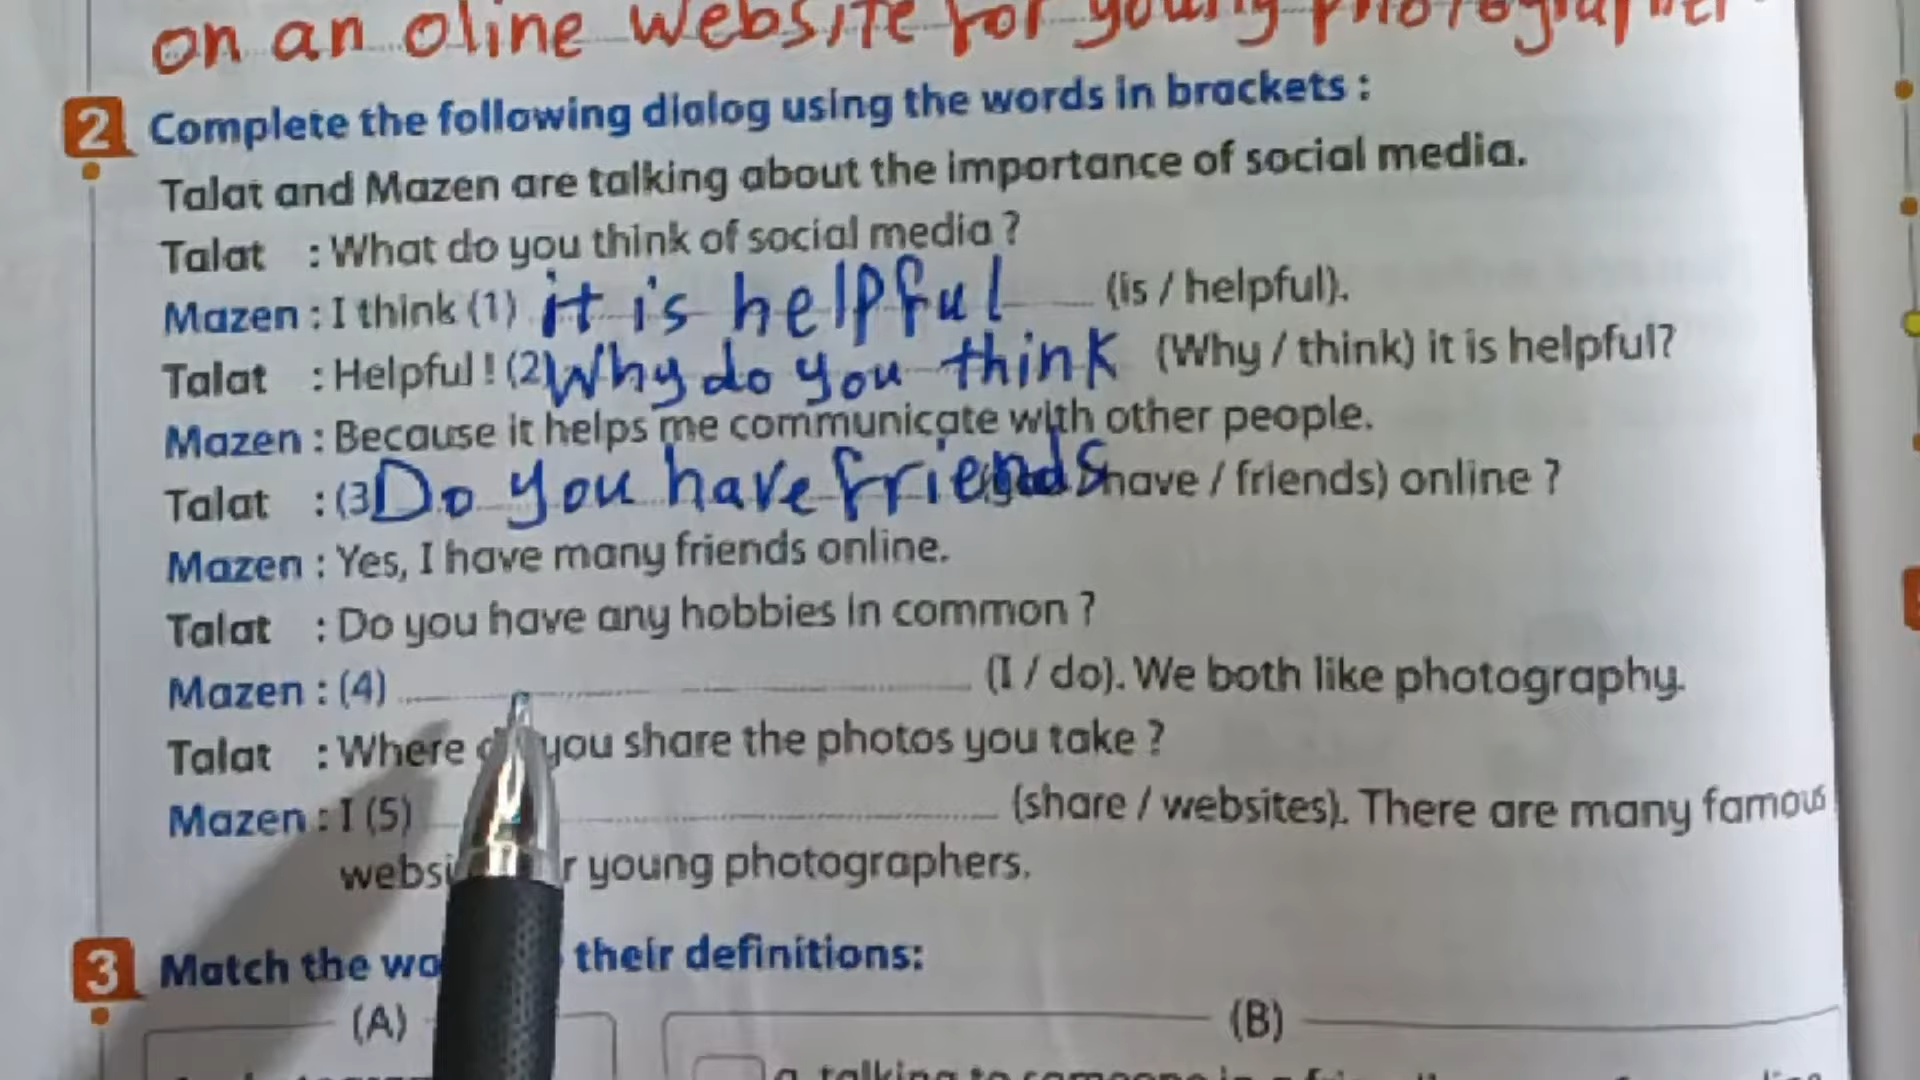 on an oline website for young photographer
2 Complete the following dialog using the words in brackets :
Talat and Mazen are talking about the importance of social media.
Talat : What do you think of social media ?
Mazen : I think (1) it is helpful (is / helpful).
Talat : Helpful ! (2) Why do you think (Why / think) it is helpful?
Mazen : Because it helps me communicate with other people.
Talat : (3 Do you have friends have / friends) online ?
Mazen : Yes, I have many friends online.
Talat : Do you have any hobbies in common ?
Mazen : (4) (I / do). We both like photography.
Talat : Where you share the photos you take ?
Mazen : I (5) (share / websites). There are many famous
young photographers.
3 Match the their definitions:
(A) (B)
talking to someone in a